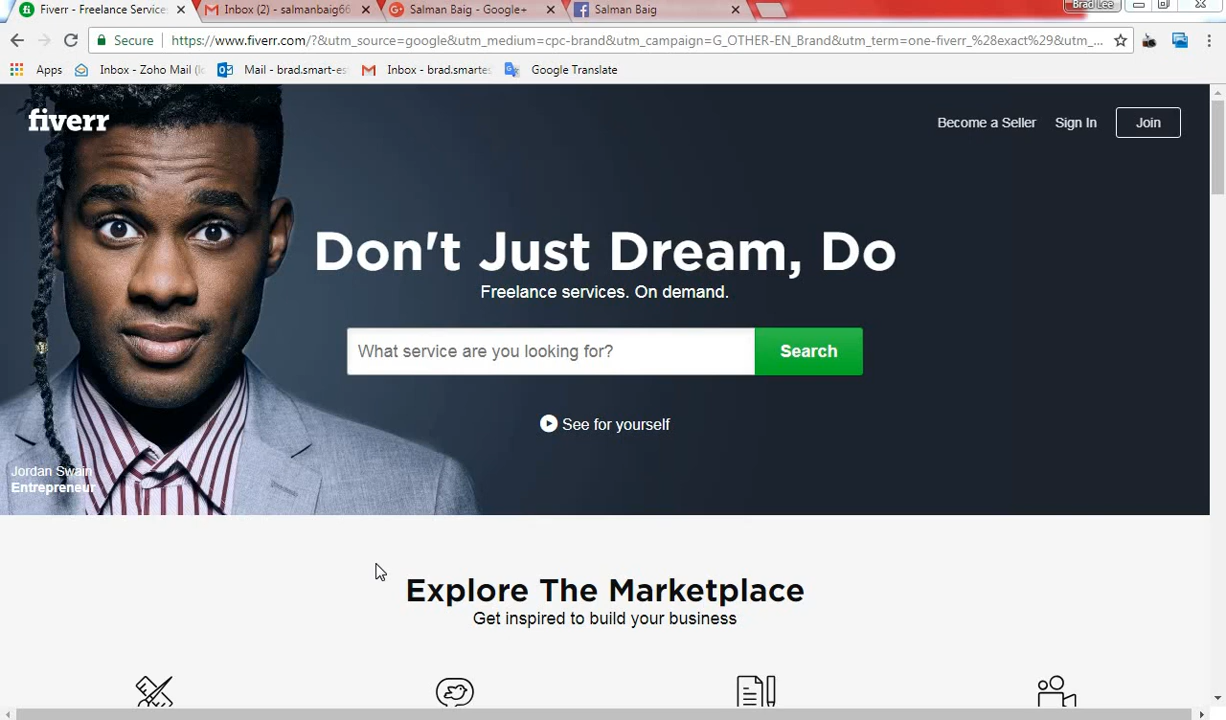 Fiverr - Freelance Services
Inbox (2) - salmanbaig66
Salman Baig - Google+
Salman Baig
Brad Lee
Secure
https://www.fiverr.com/?&utm_source=google&utm_medium=cpc-brand&utm_campaign=G_OTHER-EN_Brand&utm_term=one-fiverr_%28exact%29&utm_...
Apps
Inbox - Zoho Mail (
Mail - brad.smart-es
Inbox - brad.smartes
Google Translate
fiverr
Become a Seller
Sign In
Join
Don't Just Dream, Do
Freelance services. On demand.
What service are you looking for?
Search
See for yourself
Jordan Swain
Entrepreneur
Explore The Marketplace
Get inspired to build your business